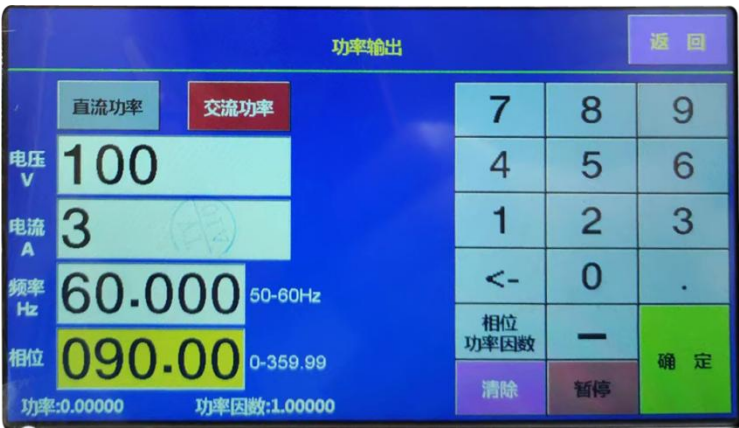 功率输出
返 回
直流功率
交流功率
电压
V
100
电流
A
3
频率
Hz
60.000
50-60Hz
相位
090.00
0-359.99
功率:0.00000
功率因数:1.00000
7 8 9
4 5 6
1 2 3
<- 0 .
相位
功率因数
—
确 定
清除
暂停